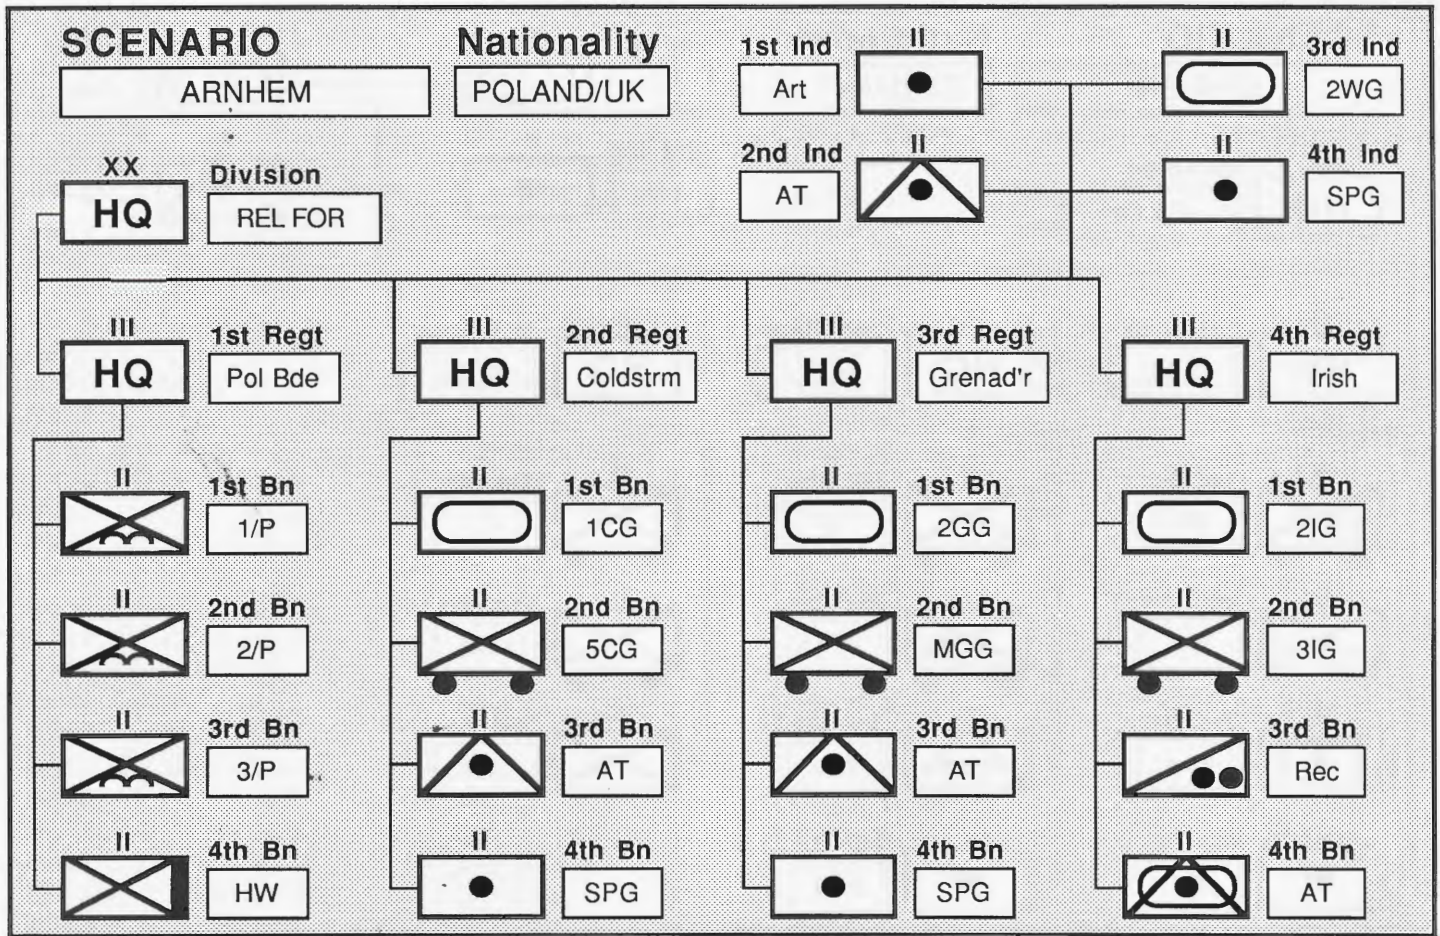 SCENARIO
Nationality
ARNHEM
POLAND/UK
1st Ind
II
Art
II
3rd Ind
2WG
2nd Ind
II
AT
II
4th Ind
SPG
XX
HQ
Division
REL FOR
III
HQ
1st Regt
Pol Bde
III
HQ
2nd Regt
Coldstrm
III
HQ
3rd Regt
Grenad'r
III
HQ
4th Regt
Irish
II
1st Bn
1/P
II
1st Bn
1CG
II
1st Bn
2GG
II
1st Bn
2IG
II
2nd Bn
2/P
II
2nd Bn
5CG
II
2nd Bn
MGG
II
2nd Bn
3IG
II
3rd Bn
3/P
II
3rd Bn
AT
II
3rd Bn
AT
II
3rd Bn
Rec
II
4th Bn
HW
II
4th Bn
SPG
II
4th Bn
SPG
II
4th Bn
AT